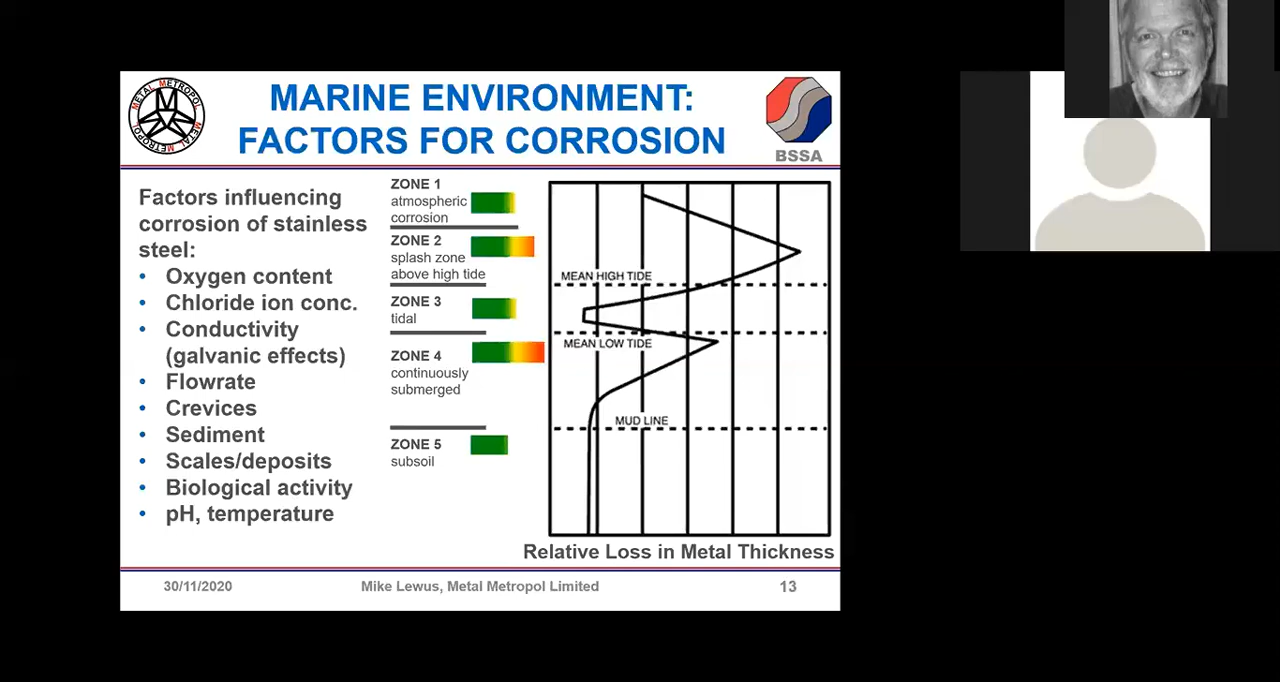 METAL METROPOL METAL METROPOL
MARINE ENVIRONMENT:
FACTORS FOR CORROSION
BSSA
Factors influencing
corrosion of stainless
steel:
• Oxygen content
• Chloride ion conc.
• Conductivity
(galvanic effects)
• Flowrate
• Crevices
• Sediment
• Scales/deposits
• Biological activity
• pH, temperature
ZONE 1
atmospheric
corrosion
ZONE 2
splash zone
above high tide
ZONE 3
tidal
ZONE 4
continuously
submerged
ZONE 5
subsoil
MEAN HIGH TIDE
MEAN LOW TIDE
MUD LINE
Relative Loss in Metal Thickness
30/11/2020
Mike Lewus, Metal Metropol Limited
13